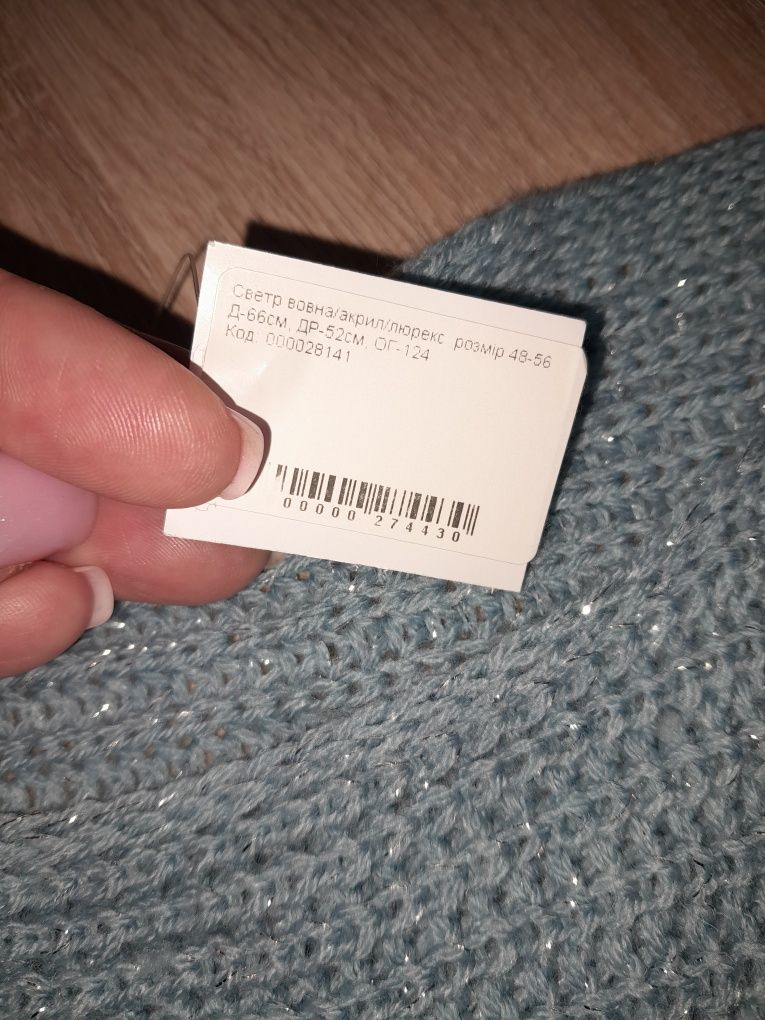 Светр вовна/акрил/люрекс розмір 48-56
Д-66см, ДР-52см, ОГ-124
Код: 000028141
00000 274430